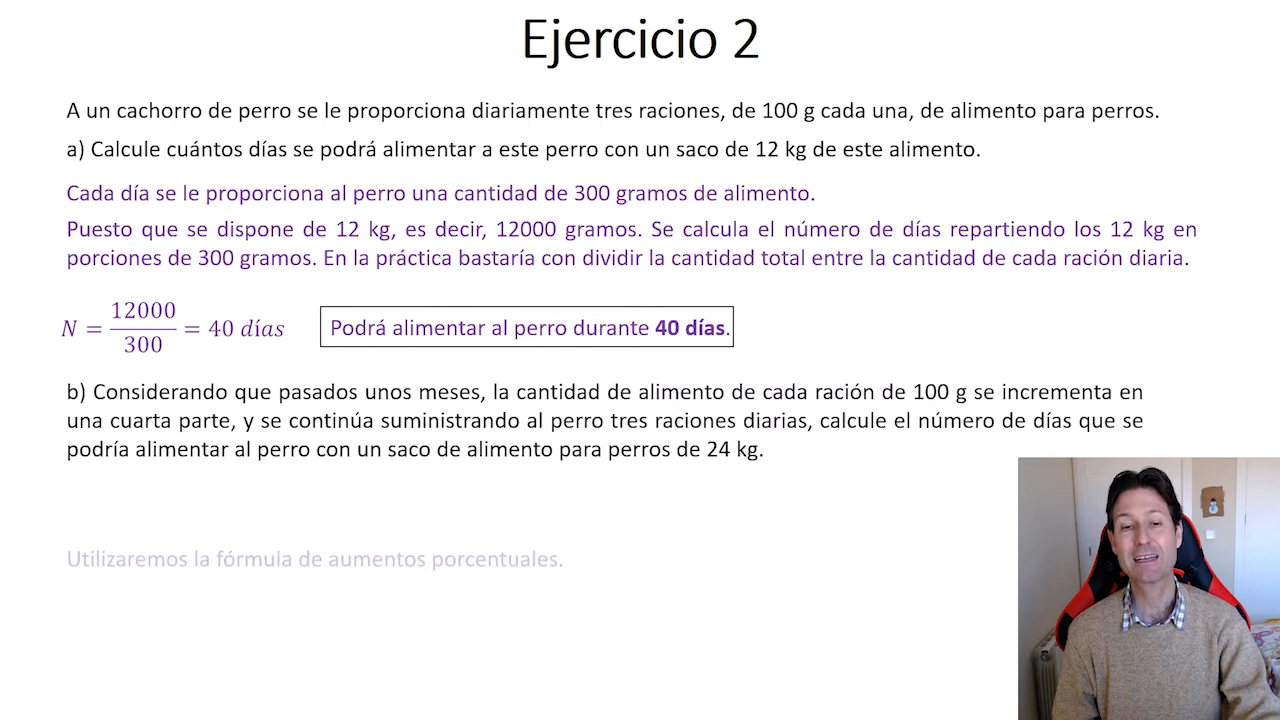 Ejercicio 2
A un cachorro de perro se le proporciona diariamente tres raciones, de 100 g cada una, de alimento para perros.
a) Calcule cuántos días se podrá alimentar a este perro con un saco de 12 kg de este alimento.
Cada día se le proporciona al perro una cantidad de 300 gramos de alimento.
Puesto que se dispone de 12 kg, es decir, 12000 gramos. Se calcula el número de días repartiendo los 12 kg en
porciones de 300 gramos. En la práctica bastaría con dividir la cantidad total entre la cantidad de cada ración diaria.
N = 12000/300 = 40 días
Podrá alimentar al perro durante 40 días.
b) Considerando que pasados unos meses, la cantidad de alimento de cada ración de 100 g se incrementa en
una cuarta parte, y se continúa suministrando al perro tres raciones diarias, calcule el número de días que se
podría alimentar al perro con un saco de alimento para perros de 24 kg.
Utilizaremos la fórmula de aumentos porcentuales.